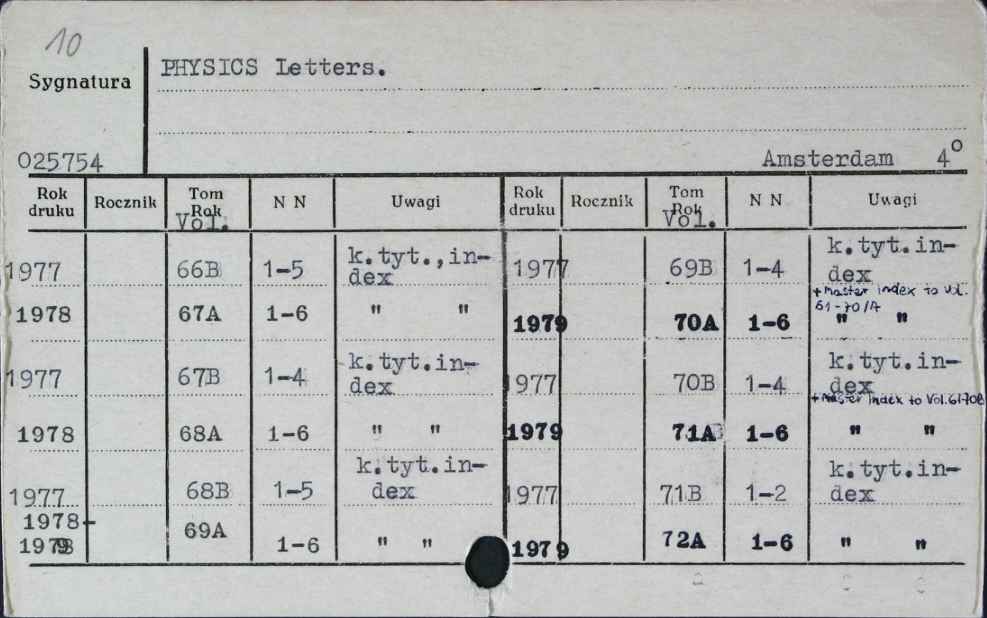 10
Sygnatura
PHYSICS Letters.
025754
Amsterdam 4°
Rok druku Rocznik Tom Rok Vol. N N Uwagi Rok druku Rocznik Tom Rok Vol. N N Uwagi
1977 66B 1-5 k.tyt.,in-dex 1977 69B 1-4 k.tyt.in-dex
+ master index to vol. 61-70/A
1978 67A 1-6 " " 1979 70A 1-6 " "
1977 67B 1-4 k.tyt.in-dex 1977 70B 1-4 k.tyt.in-dex
+ master index to Vol.61-70B
1978 68A 1-6 " " 1979 71A 1-6 " "
1977 68B 1-5 k.tyt.in-dex 1977 71B 1-2 k.tyt.in-dex
1978-1979 69A 1-6 " " 1979 72A 1-6 " "